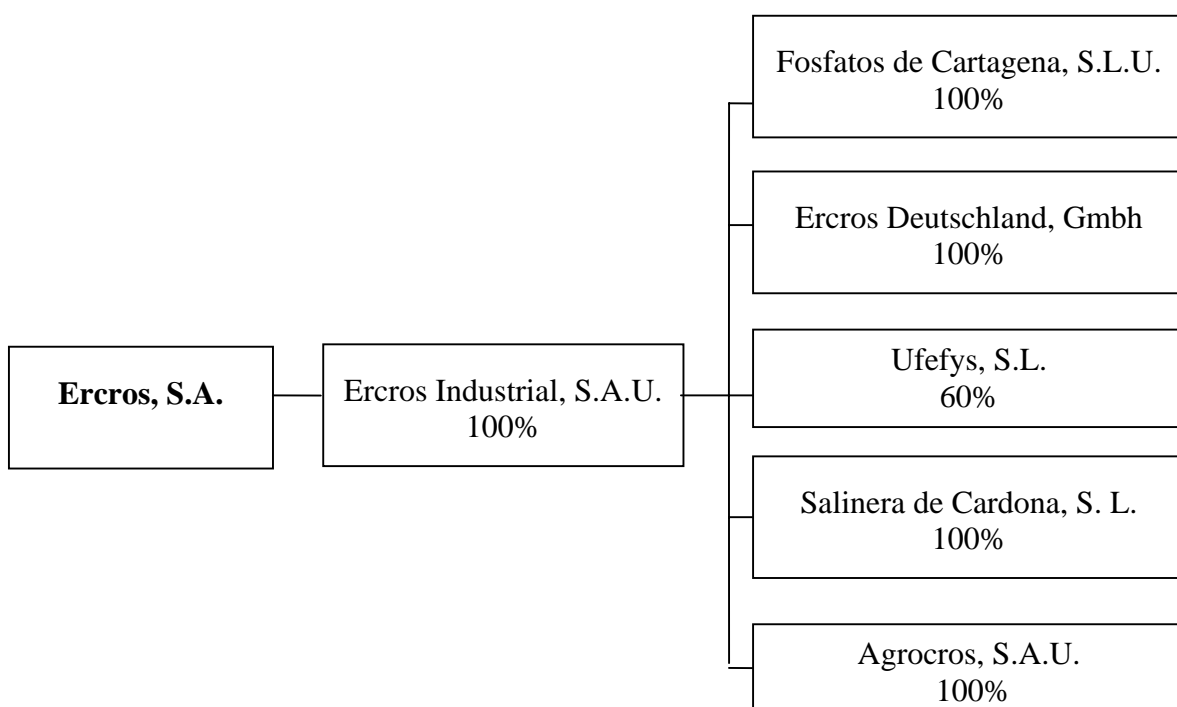 Fosfatos de Cartagena, S.L.U.
100%
Ercros Deutschland, Gmbh
100%
Ercros, S.A.
Ercros Industrial, S.A.U.
100%
Ufefys, S.L.
60%
Salinera de Cardona, S. L.
100%
Agrocros, S.A.U.
100%